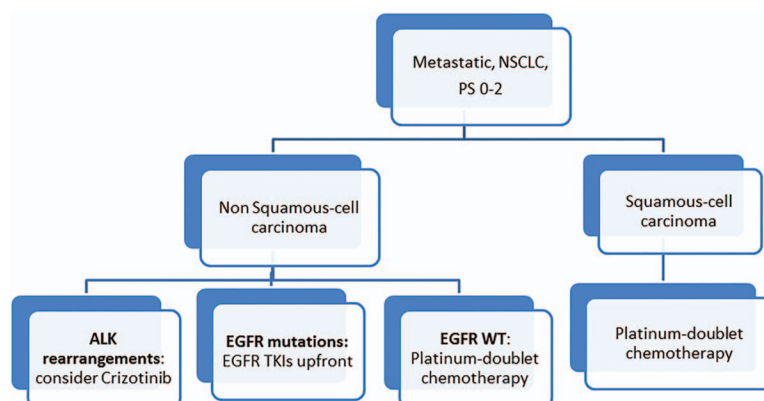 Metastatic, NSCLC,
PS 0-2
Non Squamous-cell
carcinoma
Squamous-cell
carcinoma
ALK
rearrangements:
consider Crizotinib
EGFR mutations:
EGFR TKIs upfront
EGFR WT:
Platinum-doublet
chemotherapy
Platinum-doublet
chemotherapy